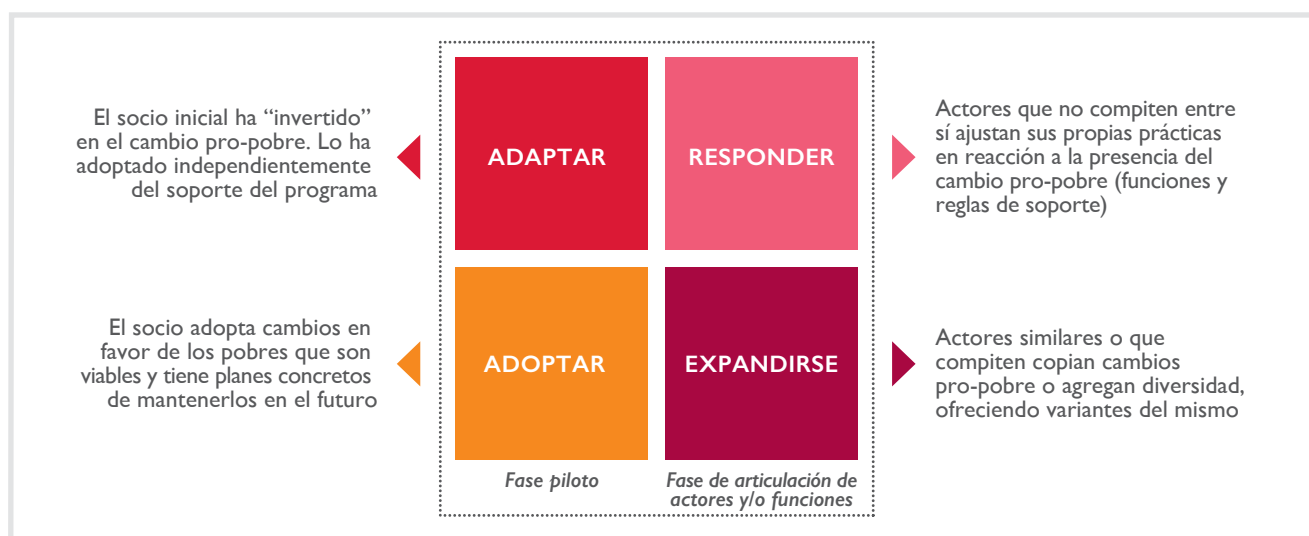 El socio inicial ha “invertido”
en el cambio pro-pobre. Lo ha
adoptado independientemente
del soporte del programa
ADAPTAR
RESPONDER
Actores que no compiten entre
sí ajustan sus propias prácticas
en reacción a la presencia del
cambio pro-pobre (funciones y
reglas de soporte)
El socio adopta cambios en
favor de los pobres que son
viables y tiene planes concretos
de mantenerlos en el futuro
ADOPTAR
EXPANDIRSE
Actores similares o que
compiten copian cambios
pro-pobre o agregan diversidad,
ofreciendo variantes del mismo
Fase piloto
Fase de articulación de
actores y/o funciones